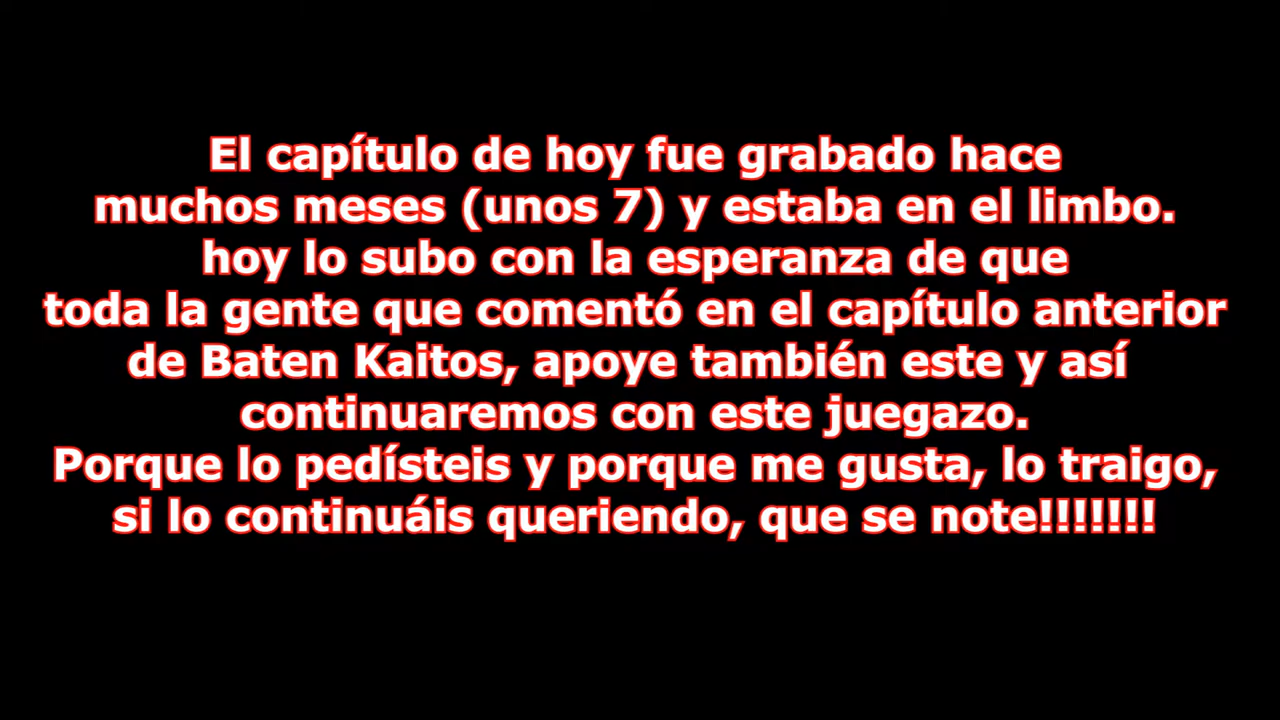 El capítulo de hoy fue grabado hace
muchos meses (unos 7) y estaba en el limbo.
hoy lo subo con la esperanza de que
toda la gente que comentó en el capítulo anterior
de Baten Kaitos, apoye también este y así
continuaremos con este juegazo.
Porque lo pedísteis y porque me gusta, lo traigo,
si lo continuáis queriendo, que se note!!!!!!!